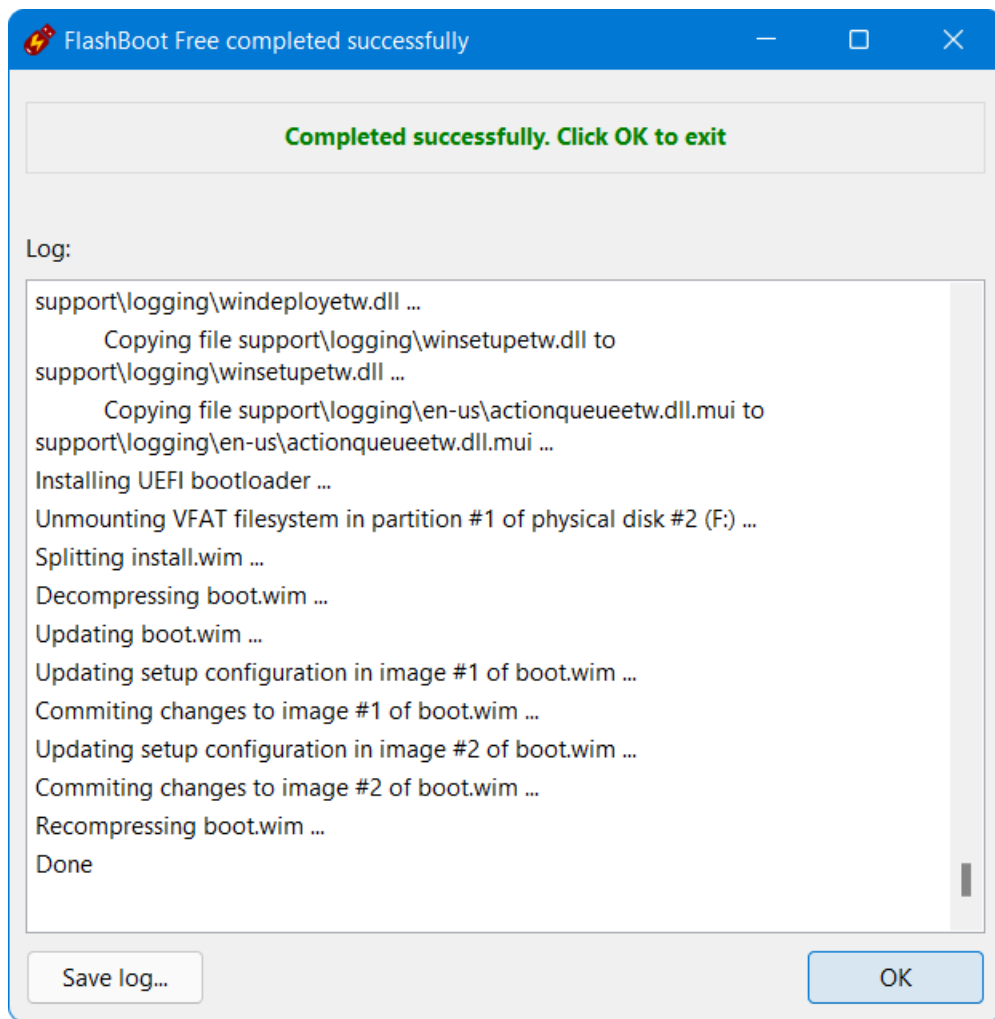 FlashBoot Free completed successfully
Completed successfully. Click OK to exit
Log:
support\logging\windeployetw.dll ...
Copying file support\logging\winsetupetw.dll to
support\logging\winsetupetw.dll ...
Copying file support\logging\en-us\actionqueueetw.dll.mui to
support\logging\en-us\actionqueueetw.dll.mui ...
Installing UEFI bootloader ...
Unmounting VFAT filesystem in partition #1 of physical disk #2 (F:) ...
Splitting install.wim ...
Decompressing boot.wim ...
Updating boot.wim ...
Updating setup configuration in image #1 of boot.wim ...
Commiting changes to image #1 of boot.wim ...
Updating setup configuration in image #2 of boot.wim ...
Commiting changes to image #2 of boot.wim ...
Recompressing boot.wim ...
Done
Save log...
OK